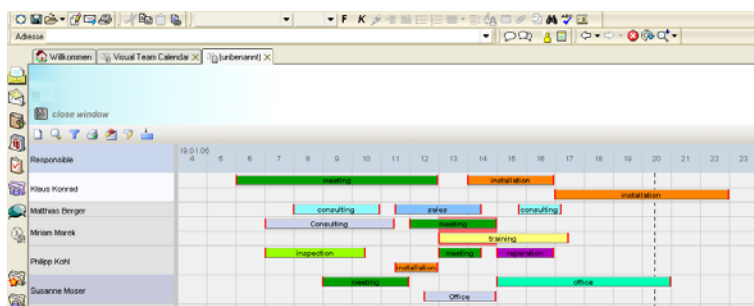 F K
Adresse
Willkommen Visual Team Calendar (unbenannt)
close window
19.01.06
Responsible 4 5 6 7 8 9 10 11 12 13 14 15 16 17 18 19 20 21 22 23
meeting installation
Klaus Konrad
installation
Matthias Berger consulting sales consulting
Consulting meeting
Miriam Marek
training
inspection meeting reparation
Philipp Kohl
installation
meeting office
Susanne Moser
Office